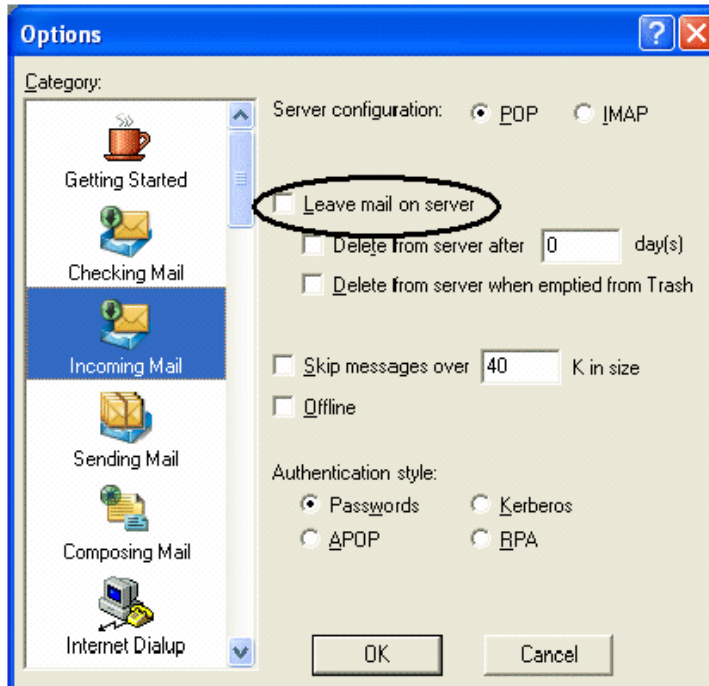 Options
Category:
Getting Started
Checking Mail
Incoming Mail
Sending Mail
Composing Mail
Internet Dialup
Server configuration: POP IMAP
Leave mail on server
Delete from server after 0 day(s)
Delete from server when emptied from Trash
Skip messages over 40 K in size
Offline
Authentication style:
Passwords Kerberos
APOP RPA
OK Cancel